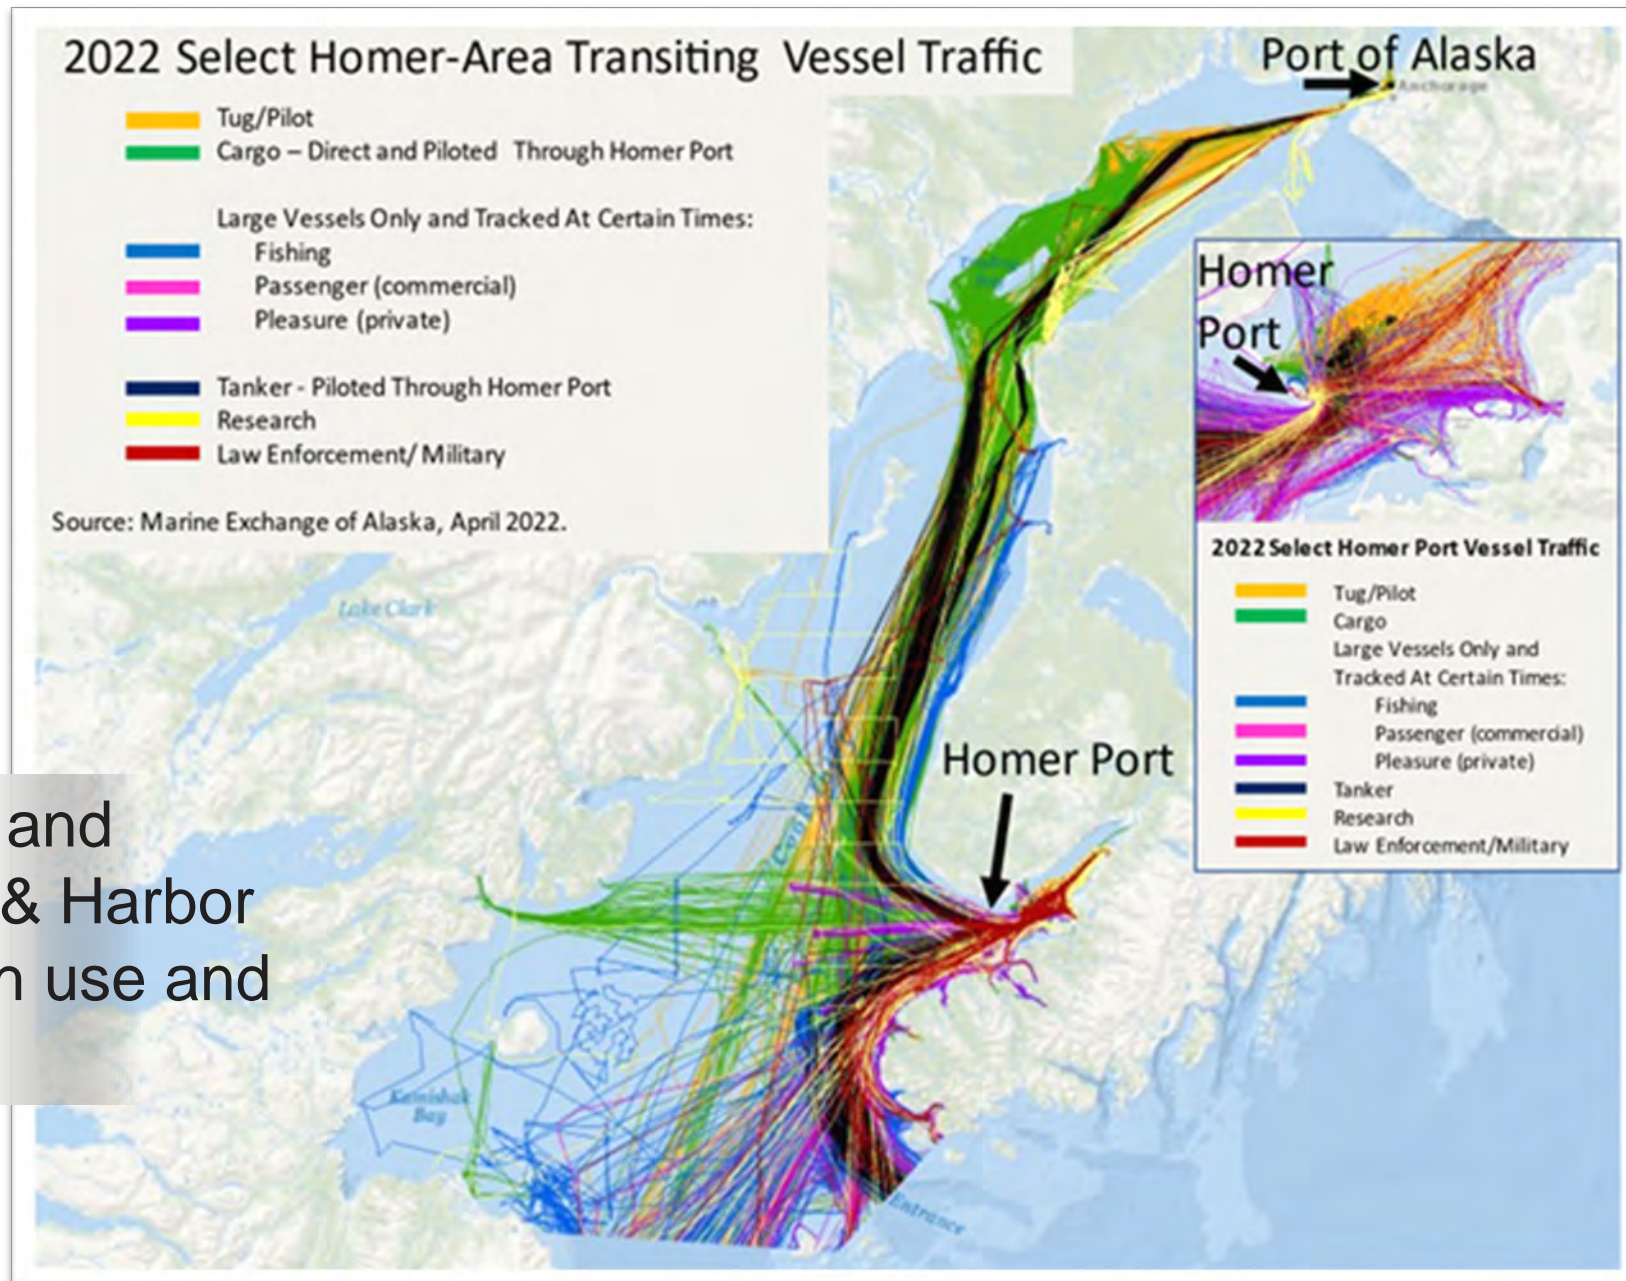 2022 Select Homer-Area Transiting Vessel Traffic
Tug/Pilot
Cargo – Direct and Piloted Through Homer Port
Large Vessels Only and Tracked At Certain Times:
Fishing
Passenger (commercial)
Pleasure (private)
Tanker - Piloted Through Homer Port
Research
Law Enforcement/ Military
Source: Marine Exchange of Alaska, April 2022.
Port of Alaska
Anchorage
Homer
Port
2022 Select Homer Port Vessel Traffic
Tug/Pilot
Cargo
Large Vessels Only and
Tracked At Certain Times:
Fishing
Passenger (commercial)
Pleasure (private)
Tanker
Research
Law Enforcement/Military
Lake Clark
Homer Port
and
& Harbor
n use and
Kamishak
Bay
Entrance